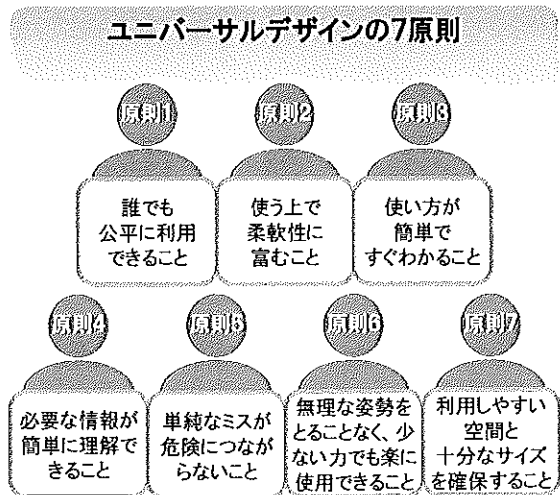 ユニバーサルデザインの7原則
原則1
誰でも
公平に利用
できること
原則2
使う上で
柔軟性に
富むこと
原則3
使い方が
簡単で
すぐわかること
原則4
必要な情報が
簡単に理解で
きること
原則5
単純なミスが
危険につなが
らないこと
原則6
無理な姿勢を
とることなく、少
ない力でも楽に
使用できること
原則7
利用しやすい
空間と
十分なサイズ
を確保すること